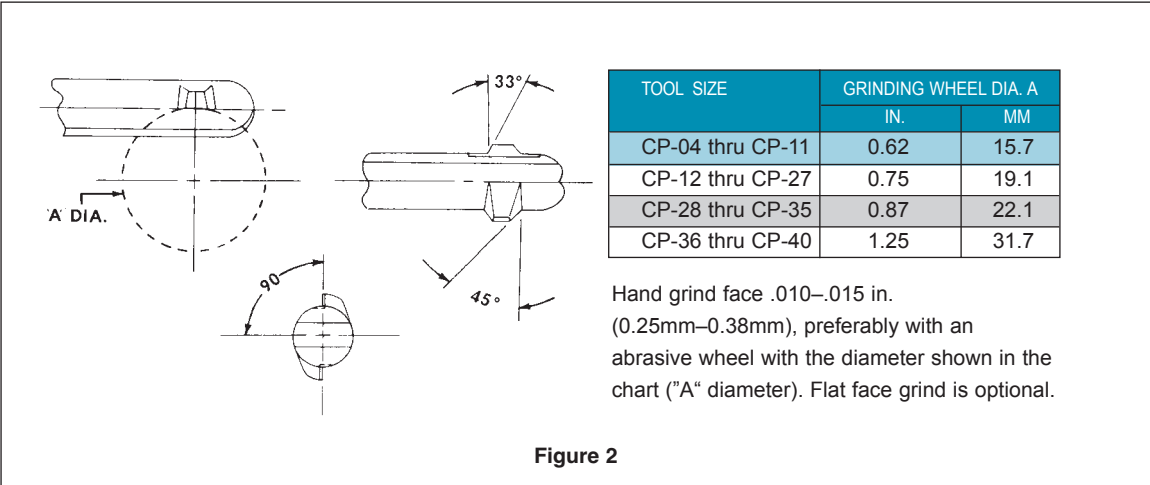 33°
'A' DIA.
45°
90
TOOL SIZE GRINDING WHEEL DIA. A
IN. MM
CP-04 thru CP-11 0.62 15.7
CP-12 thru CP-27 0.75 19.1
CP-28 thru CP-35 0.87 22.1
CP-36 thru CP-40 1.25 31.7
Hand grind face .010–.015 in.
(0.25mm–0.38mm), preferably with an
abrasive wheel with the diameter shown in the
chart (”A“ diameter). Flat face grind is optional.
Figure 2